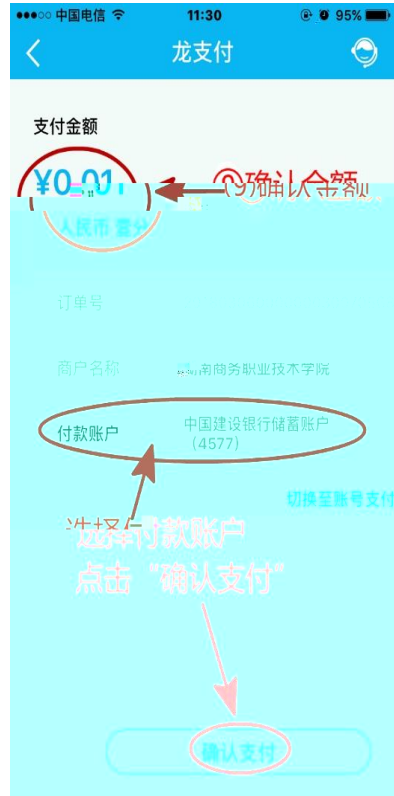 中国电信 11:30 95%
龙支付
支付金额
¥0.01
⑨确认金额
人民币 壹分
订单号
商户名称 南商务职业技术学院
付款账户 中国建设银行储蓄账户
(4577)
切换至账号支付
选择付款账户
点击“确认支付”
确认支付